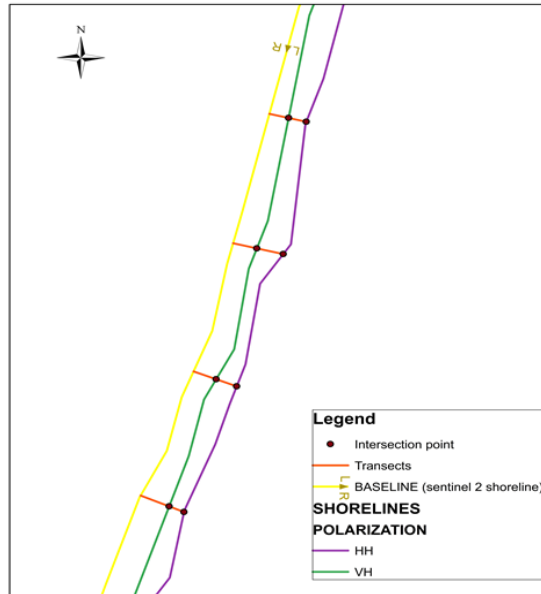 N
L R
Legend
Intersection point
Transects
L R
BASELINE (sentinel 2 shoreline)
SHORELINES
POLARIZATION
HH
VH